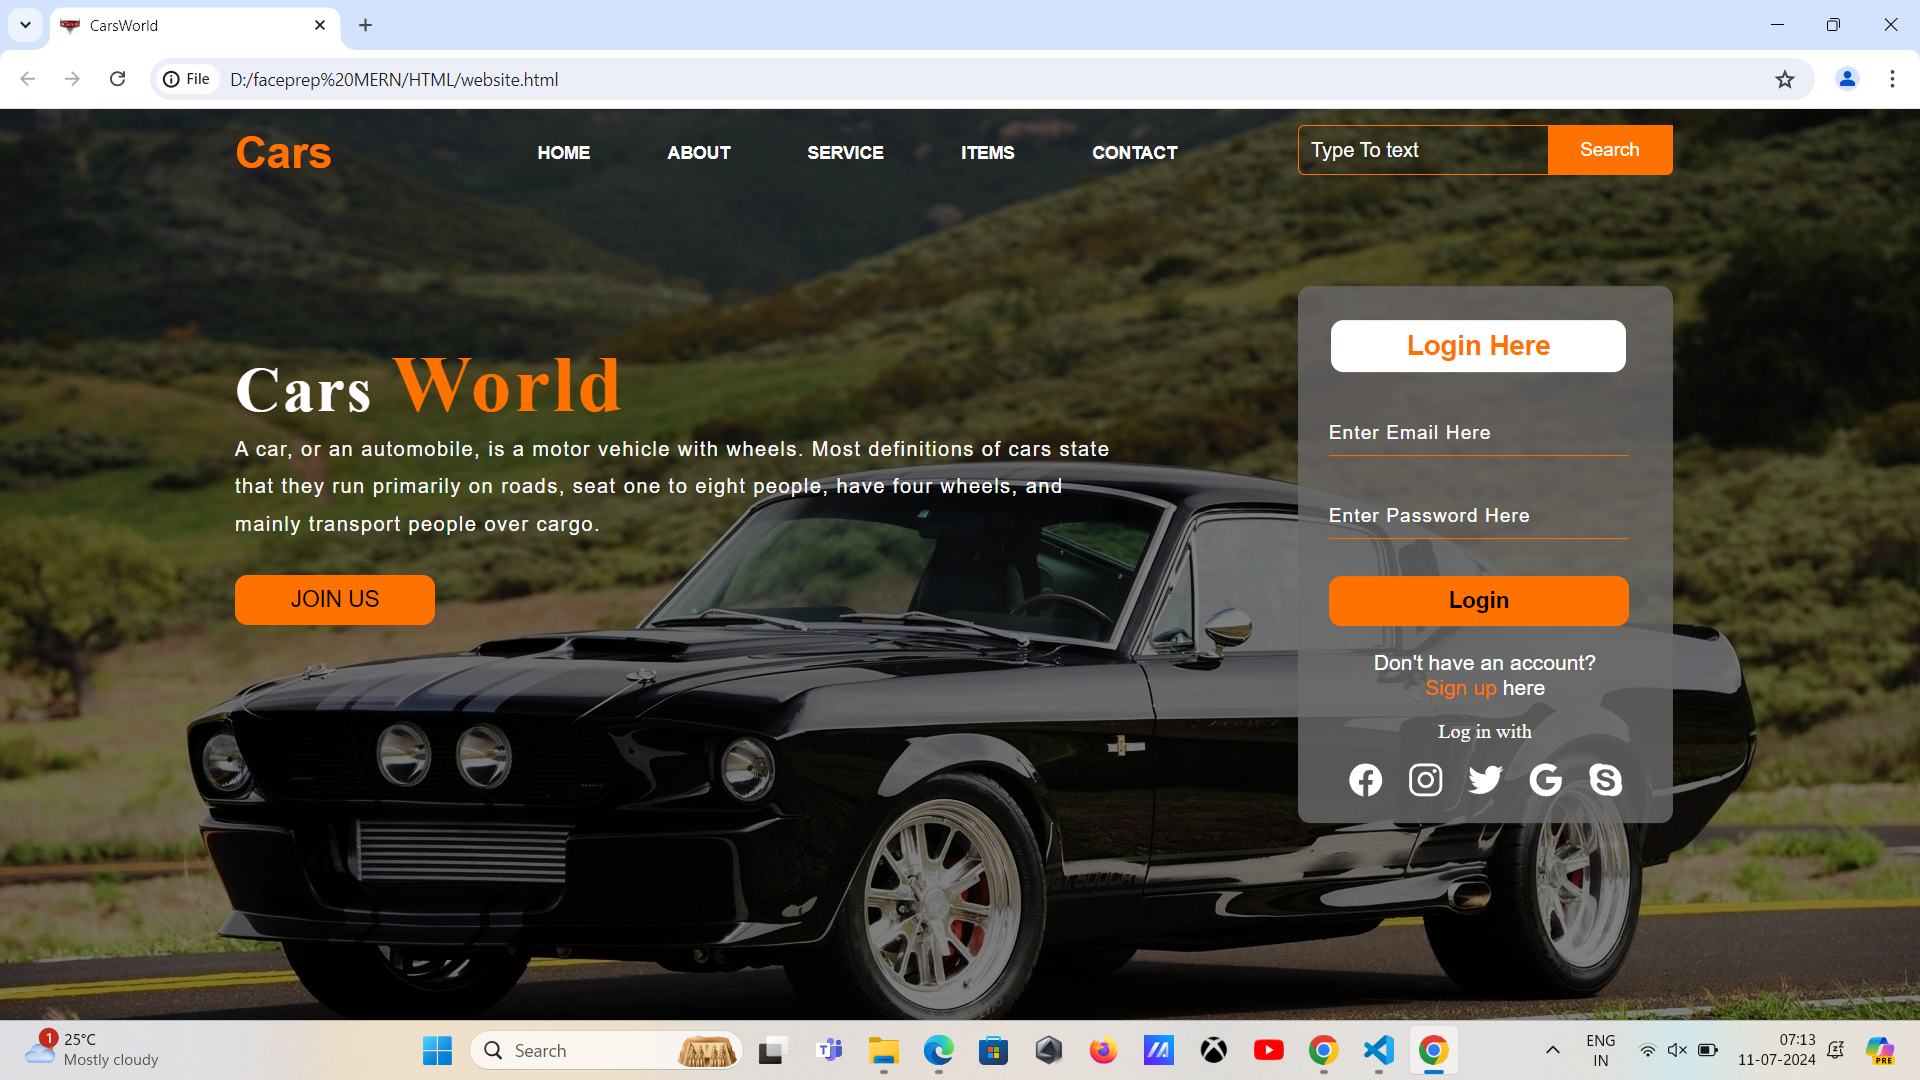 CarsWorld
File
D:/faceprep%20MERN/HTML/website.html
Cars
HOME
ABOUT
SERVICE
ITEMS
CONTACT
Type To text
Search
Cars World
A car, or an automobile, is a motor vehicle with wheels. Most definitions of cars state
that they run primarily on roads, seat one to eight people, have four wheels, and
mainly transport people over cargo.
JOIN US
Login Here
Enter Email Here
Enter Password Here
Login
Don't have an account?
Sign up here
Log in with
1
25°C
Mostly cloudy
Search
ENG
IN
07:13
11-07-2024
PRE